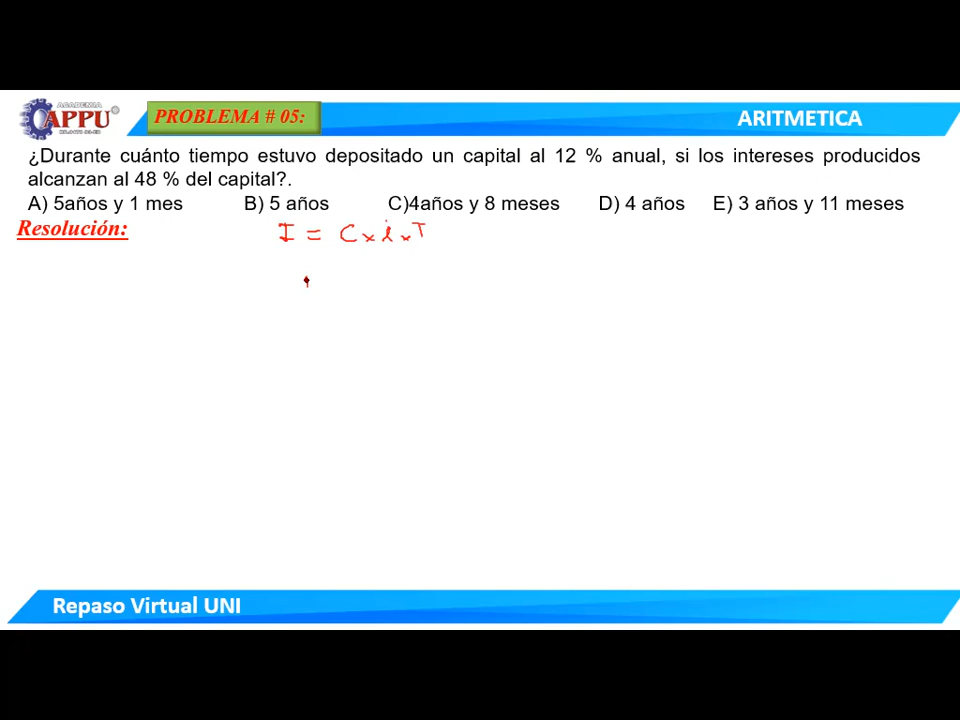 ACADEMIA
APPU
PROBLEMA # 05:
ARITMETICA
¿Durante cuánto tiempo estuvo depositado un capital al 12 % anual, si los intereses producidos
alcanzan al 48 % del capital?.
A) 5años y 1 mes B) 5 años C)4años y 8 meses D) 4 años E) 3 años y 11 meses
Resolución:
I = C x i x T
Repaso Virtual UNI